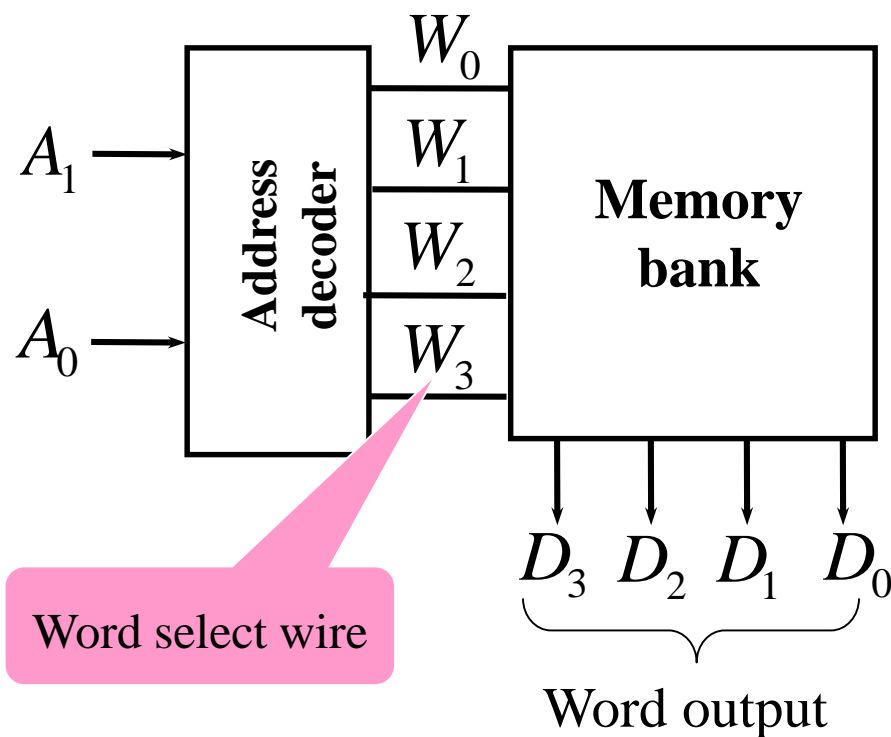 W₀
A₁
W₁
Address
decoder
Memory
bank
W₂
A₀
W₃
D₃ D₂ D₁ D₀
Word select wire
Word output